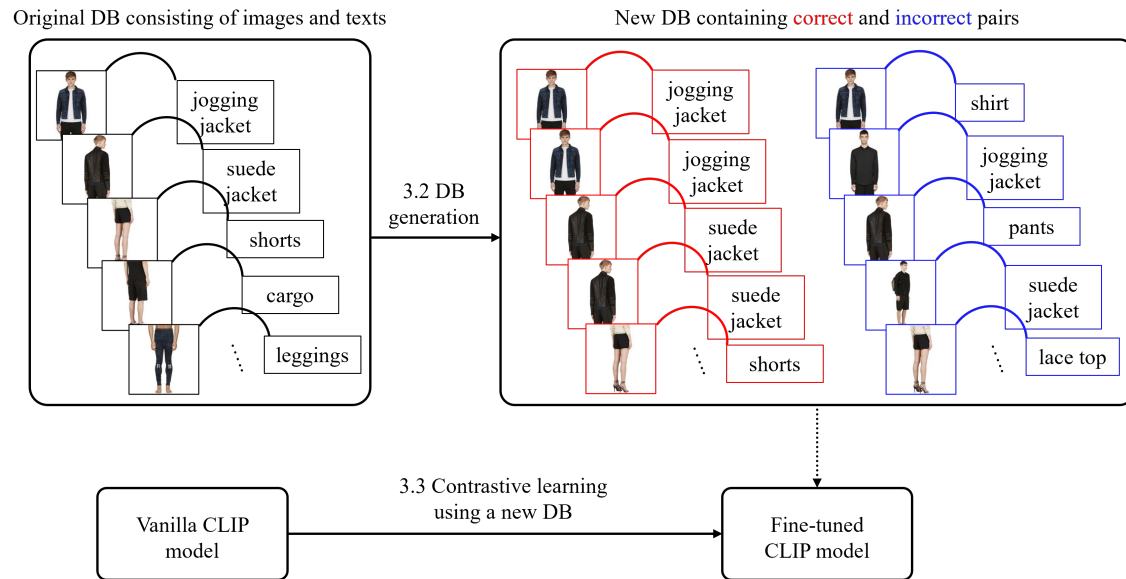 Original DB consisting of images and texts
New DB containing correct and incorrect pairs
jogging
jacket
suede
jacket
shorts
cargo
leggings
3.2 DB
generation
jogging
jacket
jogging
jacket
suede
jacket
suede
jacket
shorts
shirt
jogging
jacket
pants
suede
jacket
lace top
3.3 Contrastive learning
using a new DB
Vanilla CLIP
model
Fine-tuned
CLIP model